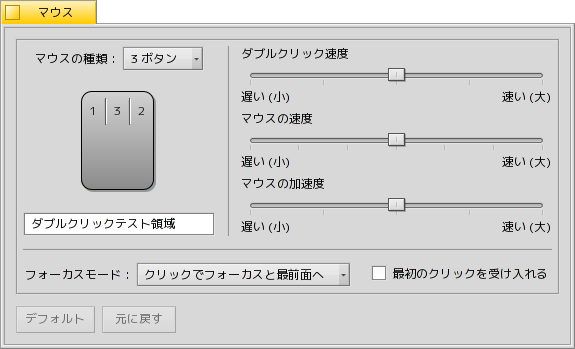 マウス
マウスの種類： 3 ボタン
1 3 2
ダブルクリックテスト領域
ダブルクリック速度
遅い (小) 速い (大)
マウスの速度
遅い (小) 速い (大)
マウスの加速度
遅い (小) 速い (大)
フォーカスモード： クリックでフォーカスと最前面へ 最初のクリックを受け入れる
デフォルト 元に戻す